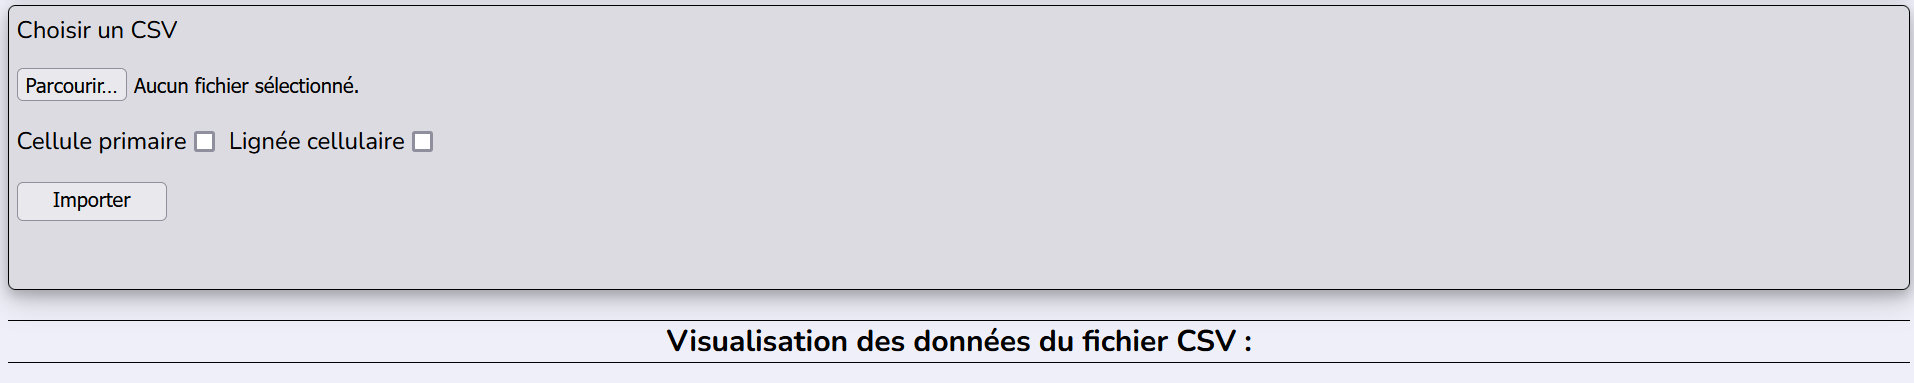 Choisir un CSV
Parcourir... Aucun fichier sélectionné.
Cellule primaire Lignée cellulaire
Importer
Visualisation des données du fichier CSV :